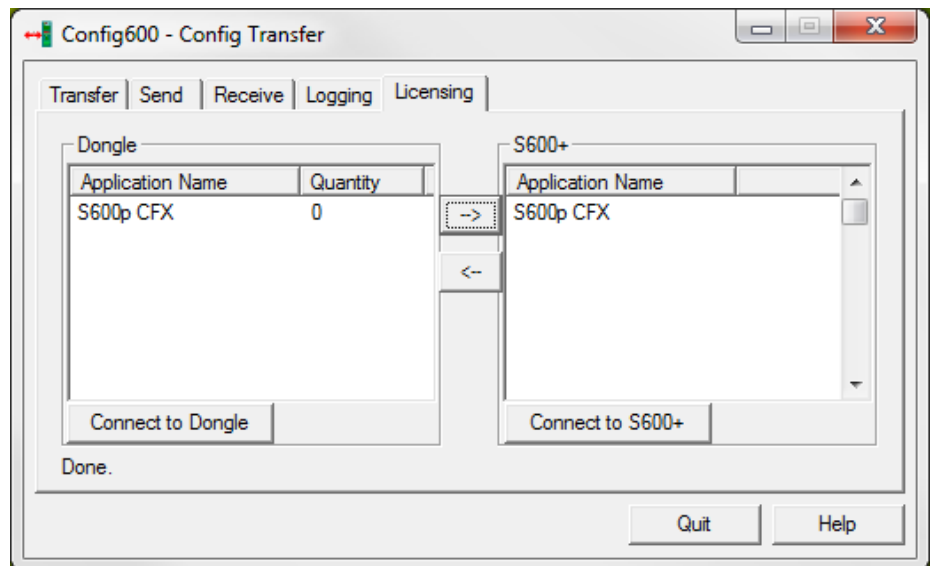 Config600 - Config Transfer
Transfer Send Receive Logging Licensing
Dongle
Application Name Quantity
S600p CFX 0
Connect to Dongle
-->
<--
S600+
Application Name
S600p CFX
Connect to S600+
Done.
Quit Help